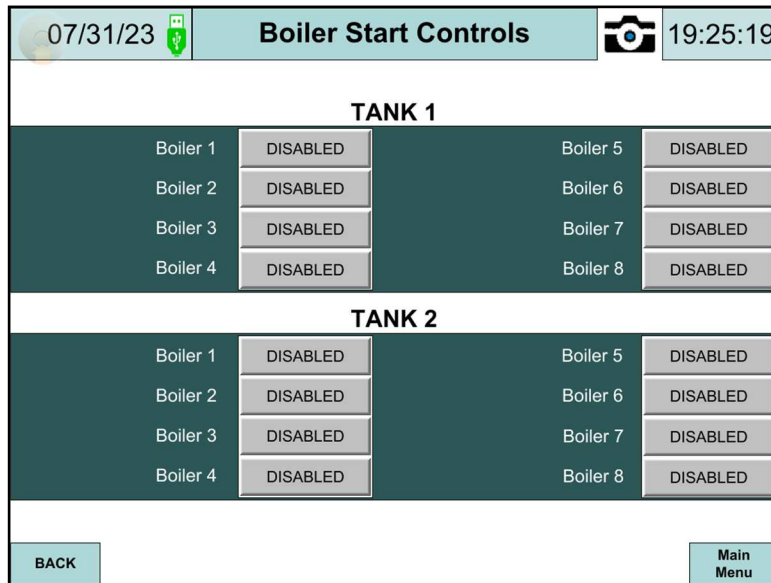 07/31/23 Boiler Start Controls 19:25:19
TANK 1
Boiler 1 DISABLED Boiler 5 DISABLED
Boiler 2 DISABLED Boiler 6 DISABLED
Boiler 3 DISABLED Boiler 7 DISABLED
Boiler 4 DISABLED Boiler 8 DISABLED
TANK 2
Boiler 1 DISABLED Boiler 5 DISABLED
Boiler 2 DISABLED Boiler 6 DISABLED
Boiler 3 DISABLED Boiler 7 DISABLED
Boiler 4 DISABLED Boiler 8 DISABLED
BACK Main
Menu